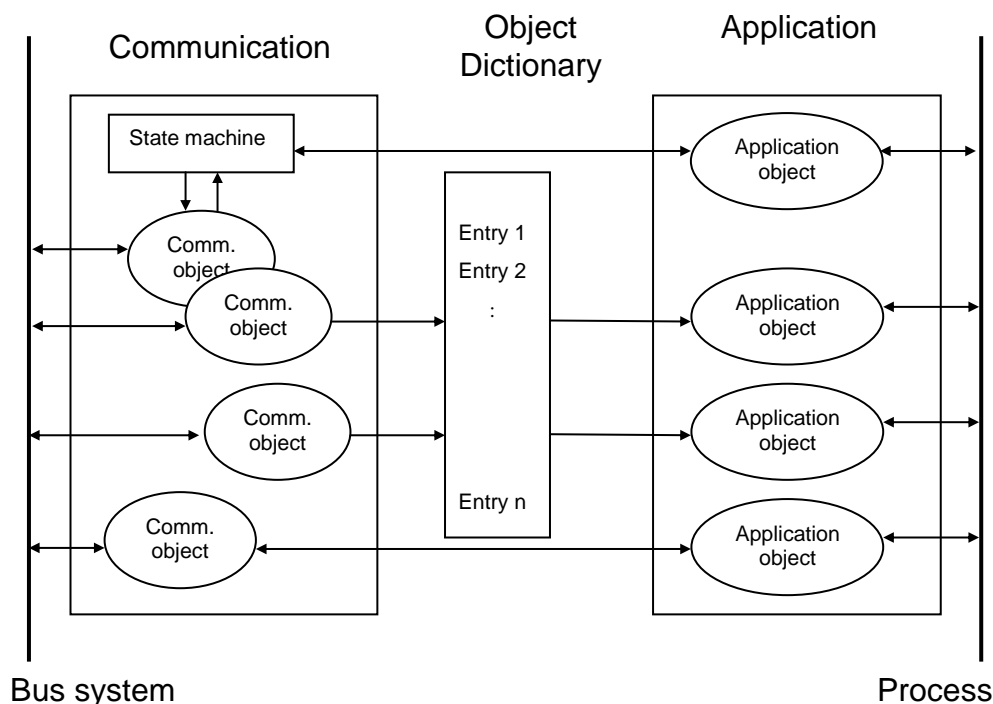 Communication
Object
Dictionary
Application
State machine
Application
object
Comm.
object
Entry 1
Entry 2
:
Comm.
object
Application
object
Comm.
object
Application
object
Entry n
Comm.
object
Application
object
Bus system
Process